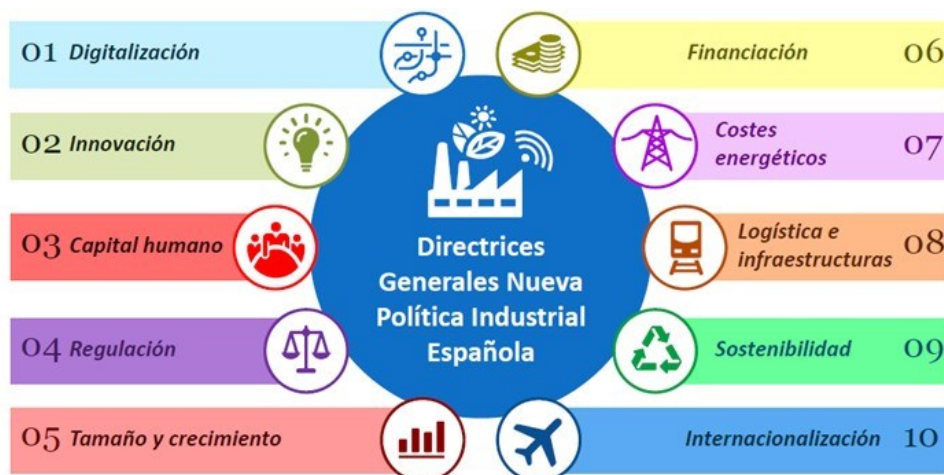 01 Digitalización
02 Innovación
03 Capital humano
04 Regulación
05 Tamaño y crecimiento
Directrices
Generales Nueva
Política Industrial
Española
Financiación 06
Costes
energéticos 07
Logística e
infraestructuras 08
Sostenibilidad 09
Internacionalización 10